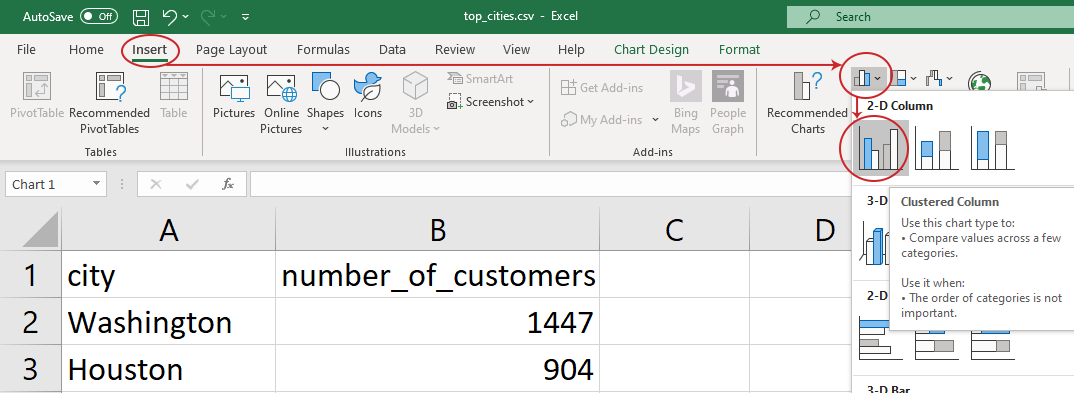 AutoSave Off top_cities.csv - Excel Search
File Home Insert Page Layout Formulas Data Review View Help Chart Design Format
PivotTable Recommended PivotTables Table
Tables
Pictures Online Pictures Shapes Icons 3D Models
SmartArt
Screenshot
Illustrations
Get Add-ins
My Add-ins
Bing Maps People Graph
Add-ins
Recommended Charts
2-D Column
Chart 1 fx
3-D
Clustered Column
Use this chart type to:
• Compare values across a few
categories.
Use it when:
• The order of categories is not
important.
2-D
3-D Bar
A B C D
1 city number_of_customers
2 Washington 1447
3 Houston 904